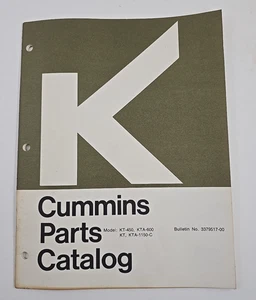 K
Cummins
Parts
Catalog
Model: KT-450, KTA-600
KT, KTA-1150-C
Bulletin No. 3379517-00